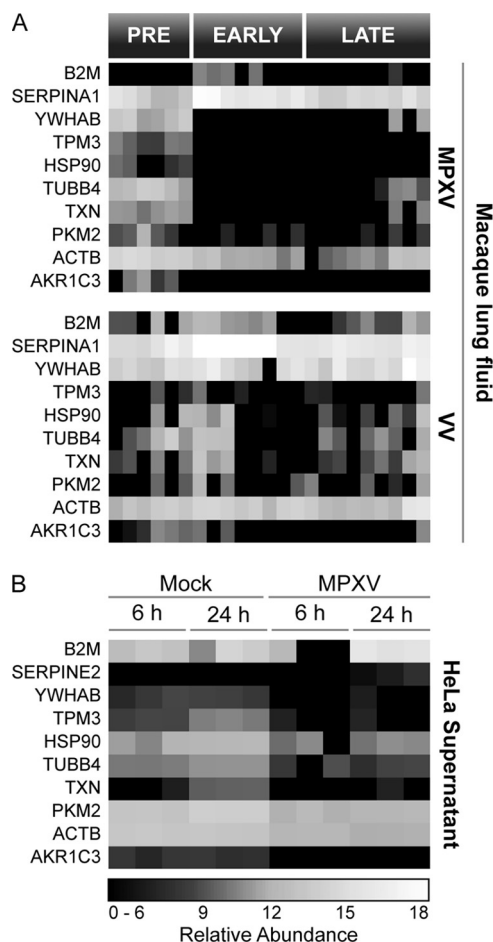 A
PRE EARLY LATE
B2M
SERPINA1
YWHAB
TPM3
HSP90
TUBB4
TXN
PKM2
ACTB
AKR1C3
MPXV
B2M
SERPINA1
YWHAB
TPM3
HSP90
TUBB4
TXN
PKM2
ACTB
AKR1C3
VV
Macaque lung fluid
B
Mock MPXV
6 h 24 h 6 h 24 h
B2M
SERPINE2
YWHAB
TPM3
HSP90
TUBB4
TXN
PKM2
ACTB
AKR1C3
HeLa Supernatant
0 - 6 9 12 15 18
Relative Abundance